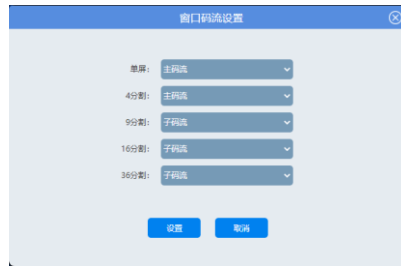 窗口码流设置
单屏： 主码流
4分割： 主码流
9分割： 子码流
16分割： 子码流
36分割： 子码流
设置 取消